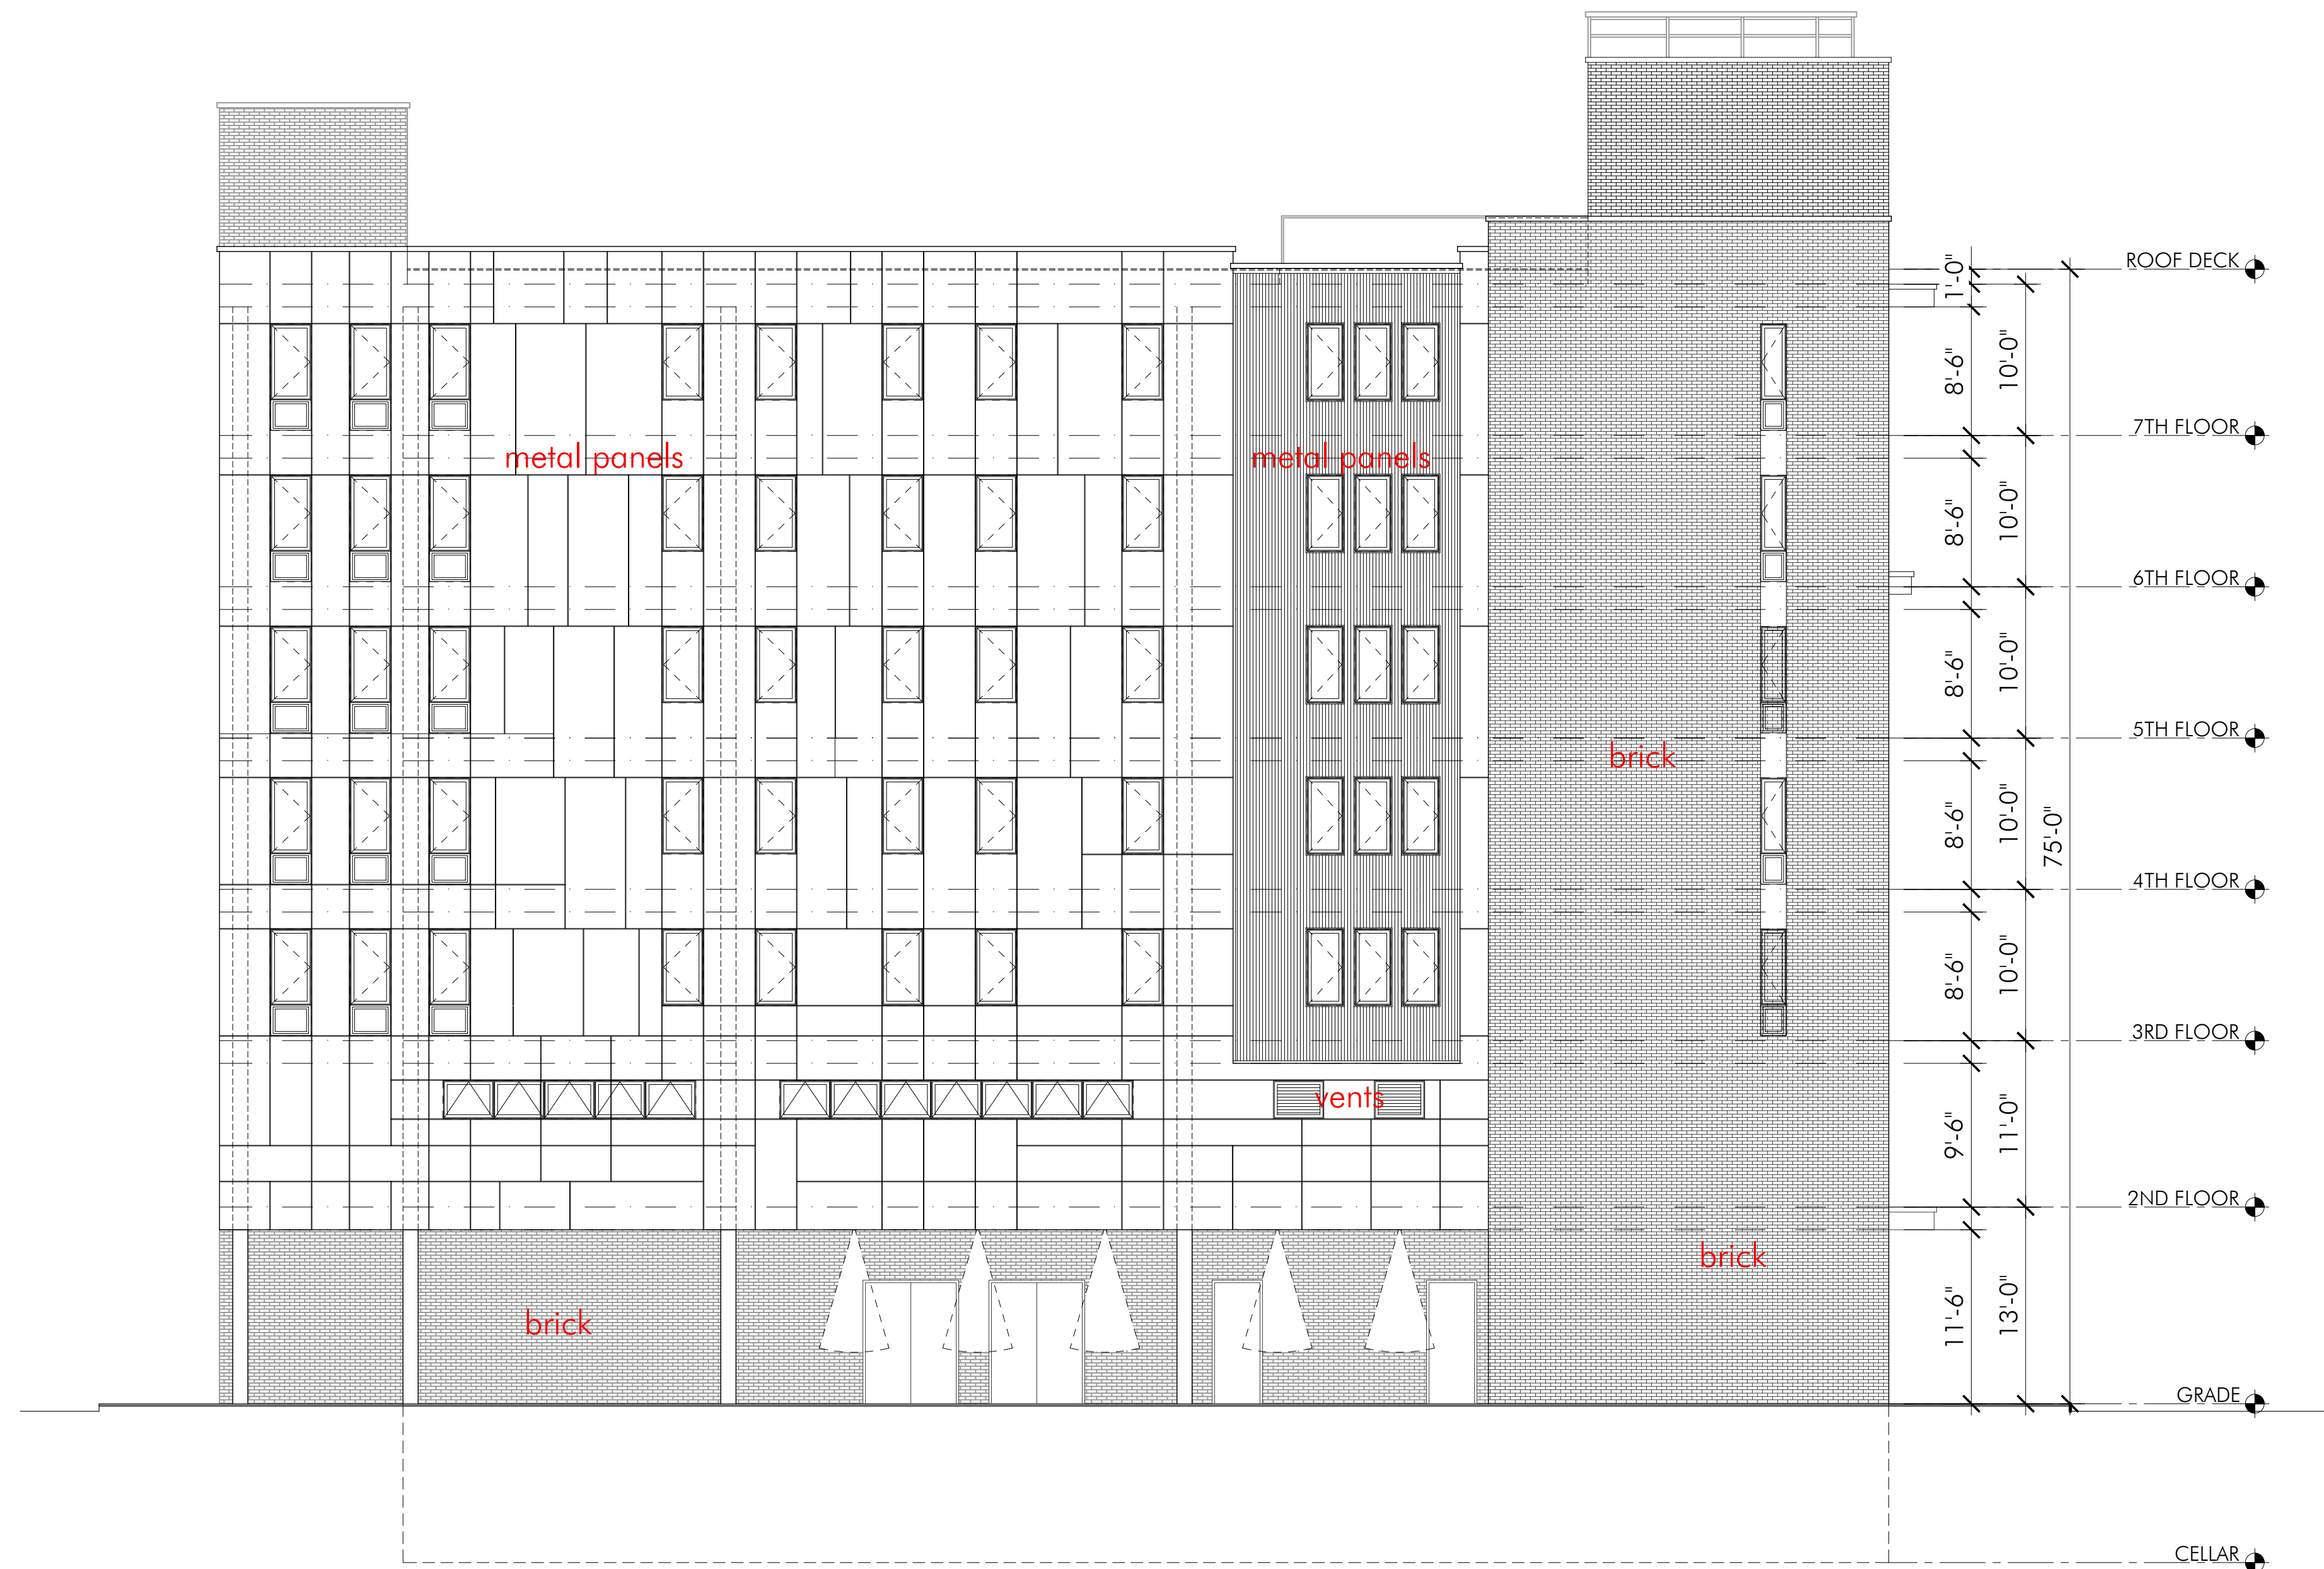 ROOF DECK
1'-0"
8'-6"
10'-0"
7TH FLOOR
metal panels
metal panels
8'-6"
10'-0"
6TH FLOOR
8'-6"
10'-0"
5TH FLOOR
brick
8'-6"
10'-0"
75'-0"
4TH FLOOR
8'-6"
10'-0"
3RD FLOOR
vents
9'-6"
11'-0"
2ND FLOOR
brick
brick
11'-6"
13'-0"
GRADE
CELLAR